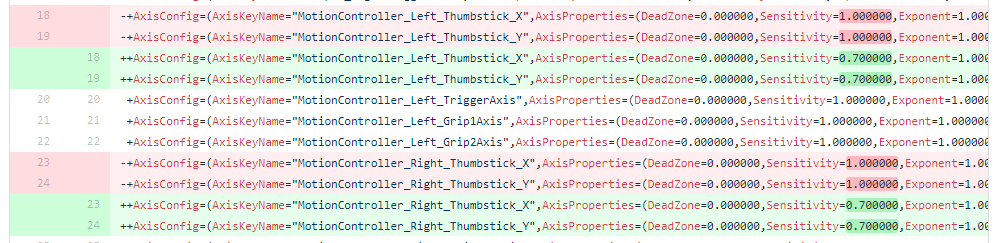 18 -+AxisConfig=(AxisKeyName="MotionController_Left_Thumbstick_X",AxisProperties=(DeadZone=0.000000,Sensitivity=1.000000,Exponent=1.000
19 -+AxisConfig=(AxisKeyName="MotionController_Left_Thumbstick_Y",AxisProperties=(DeadZone=0.000000,Sensitivity=1.000000,Exponent=1.000
18 ++AxisConfig=(AxisKeyName="MotionController_Left_Thumbstick_X",AxisProperties=(DeadZone=0.000000,Sensitivity=0.700000,Exponent=1.000
19 ++AxisConfig=(AxisKeyName="MotionController_Left_Thumbstick_Y",AxisProperties=(DeadZone=0.000000,Sensitivity=0.700000,Exponent=1.000
20 20 +AxisConfig=(AxisKeyName="MotionController_Left_TriggerAxis",AxisProperties=(DeadZone=0.000000,Sensitivity=1.000000,Exponent=1.0000
21 21 +AxisConfig=(AxisKeyName="MotionController_Left_Grip1Axis",AxisProperties=(DeadZone=0.000000,Sensitivity=1.000000,Exponent=1.000000
22 22 +AxisConfig=(AxisKeyName="MotionController_Left_Grip2Axis",AxisProperties=(DeadZone=0.000000,Sensitivity=1.000000,Exponent=1.000000
23 -+AxisConfig=(AxisKeyName="MotionController_Right_Thumbstick_X",AxisProperties=(DeadZone=0.000000,Sensitivity=1.000000,Exponent=1.00
24 -+AxisConfig=(AxisKeyName="MotionController_Right_Thumbstick_Y",AxisProperties=(DeadZone=0.000000,Sensitivity=1.000000,Exponent=1.00
23 ++AxisConfig=(AxisKeyName="MotionController_Right_Thumbstick_X",AxisProperties=(DeadZone=0.000000,Sensitivity=0.700000,Exponent=1.00
24 ++AxisConfig=(AxisKeyName="MotionController_Right_Thumbstick_Y",AxisProperties=(DeadZone=0.000000,Sensitivity=0.700000,Exponent=1.00